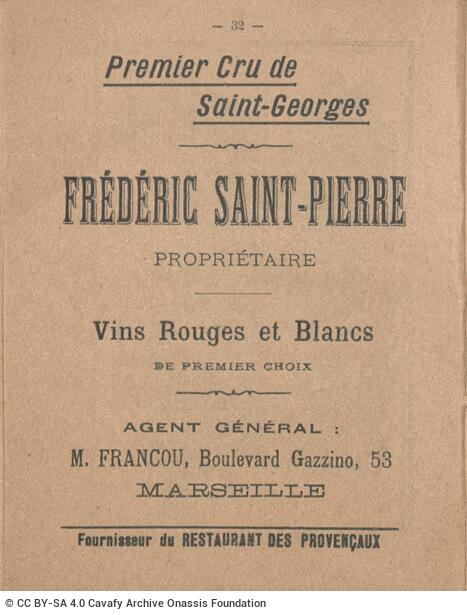 — 32 —
Premier Cru de
Saint-Georges
FRÉDÉRIC SAINT-PIERRE
PROPRIÉTAIRE
Vins Rouges et Blancs
DE PREMIER CHOIX
AGENT GÉNÉRAL :
M. FRANCOU, Boulevard Gazzino, 53
MARSEILLE
Fournisseur du RESTAURANT DES PROVENÇAUX
© CC BY-SA 4.0 Cavafy Archive Onassis Foundation